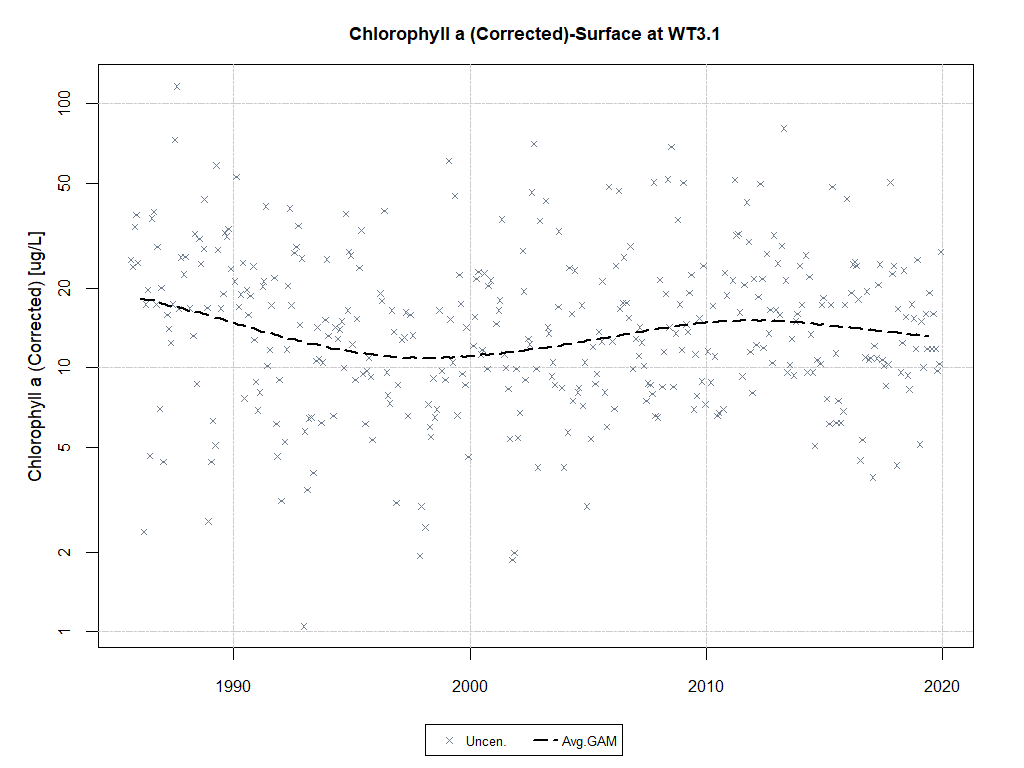 Chlorophyll a (Corrected)-Surface at WT3.1
Chlorophyll a (Corrected) [ug/L]
100
50
20
10
5
2
1
1990 2000 2010 2020
Uncen. Avg.GAM